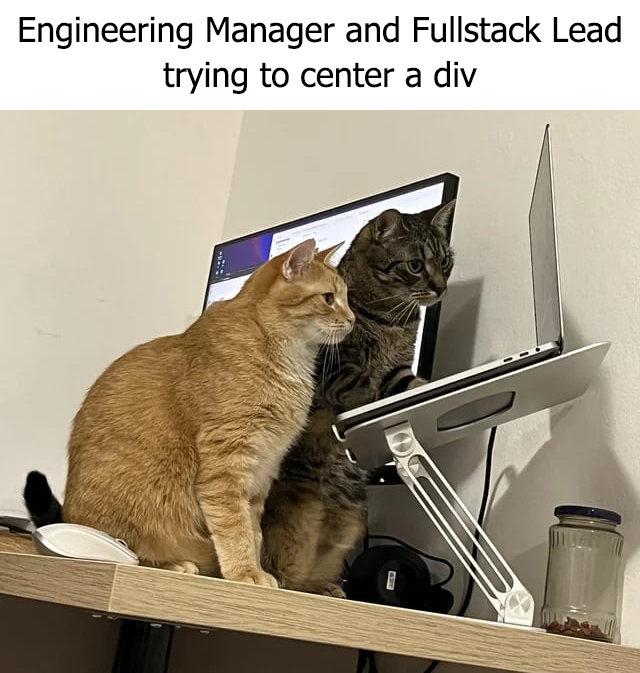 Engineering Manager and Fullstack Lead
trying to center a div